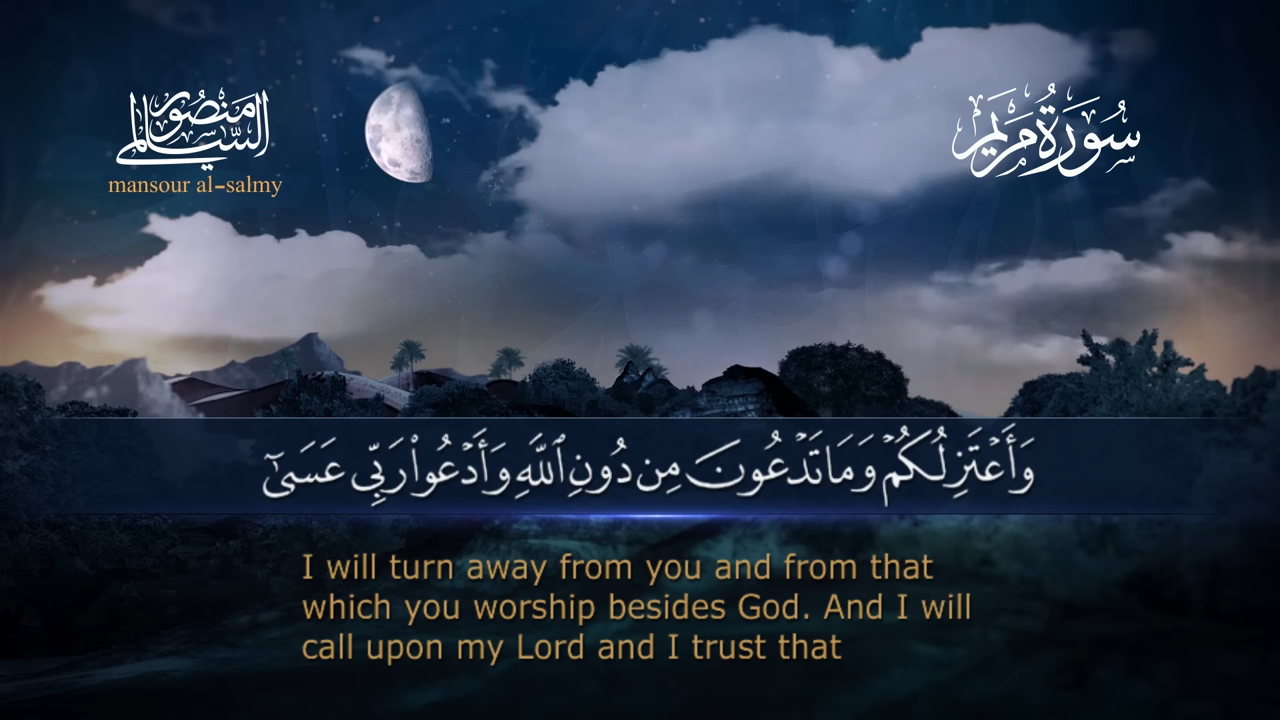 منصور السالمي
mansour al-salmy
سُورَةُ مَرْيَم
وَأَعْتَزِلُكُمْ وَمَا تَدْعُونَ مِن دُونِ ٱللَّهِ وَأَدْعُوا۟ رَبِّى عَسَىٰٓ
I will turn away from you and from that
which you worship besides God. And I will
call upon my Lord and I trust that